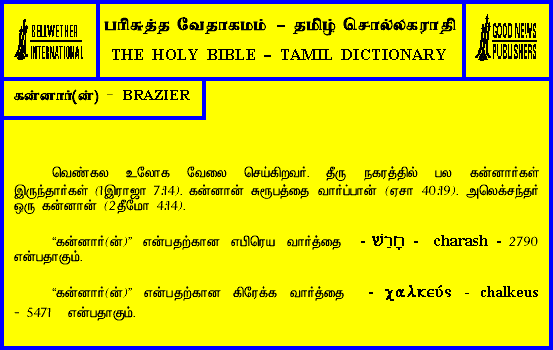 BELLWETHER
INTERNATIONAL
பரிசுத்த வேதாகமம் – தமிழ் சொல்லகராதி
THE HOLY BIBLE – TAMIL DICTIONARY
GOOD NEWS
PUBLISHERS
கன்னார்(ன்) – BRAZIER
வெண்கல உலோக வேலை செய்கிறவர். தீரு நகரத்தில் பல கன்னார்கள்
இருந்தார்கள் (1இராஜா 7:14). கன்னான் சுரூபத்தை வார்ப்பான் (ஏசா 40:19). அலெக்சந்தர்
ஒரு கன்னான் (2தீமோ 4:14).
“கன்னார்(ன்)” என்பதற்கான எபிரெய வார்த்தை - חָרָשׁ - charash - 2790
என்பதாகும்.
“கன்னார்(ன்)” என்பதற்கான கிரேக்க வார்த்தை - χαλκεύς - chalkeus
- 5471 என்பதாகும்.